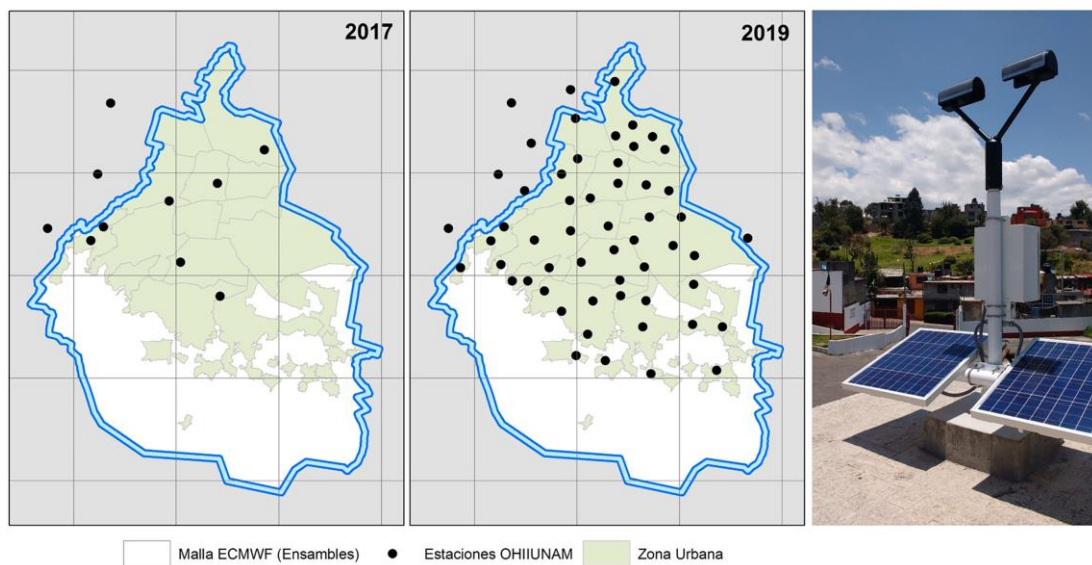 2017
2019
Malla ECMWF (Ensambles)
Estaciones OHIIUNAM
Zona Urbana